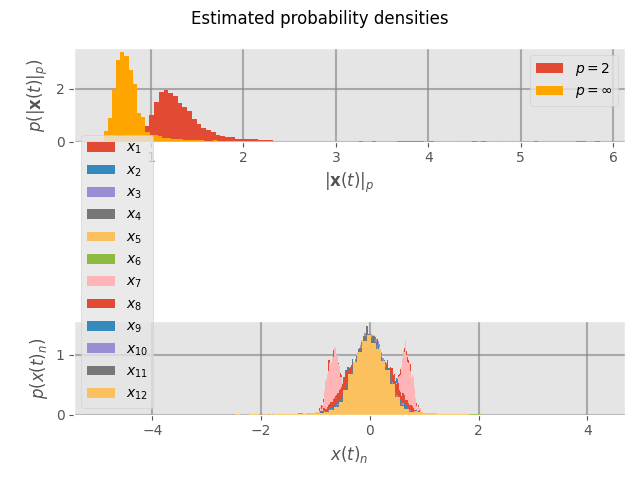 Estimated probability densities
p(|𝐱(t)|ₚ)
2
0
p = 2
p = ∞
1 2 3 4 5 6
|𝐱(t)|ₚ
x₁
x₂
x₃
x₄
x₅
x₆
x₇
x₈
x₉
x₁₀
x₁₁
x₁₂
p(x(t)ₙ)
1
0
−4 −2 0 2 4
x(t)ₙ